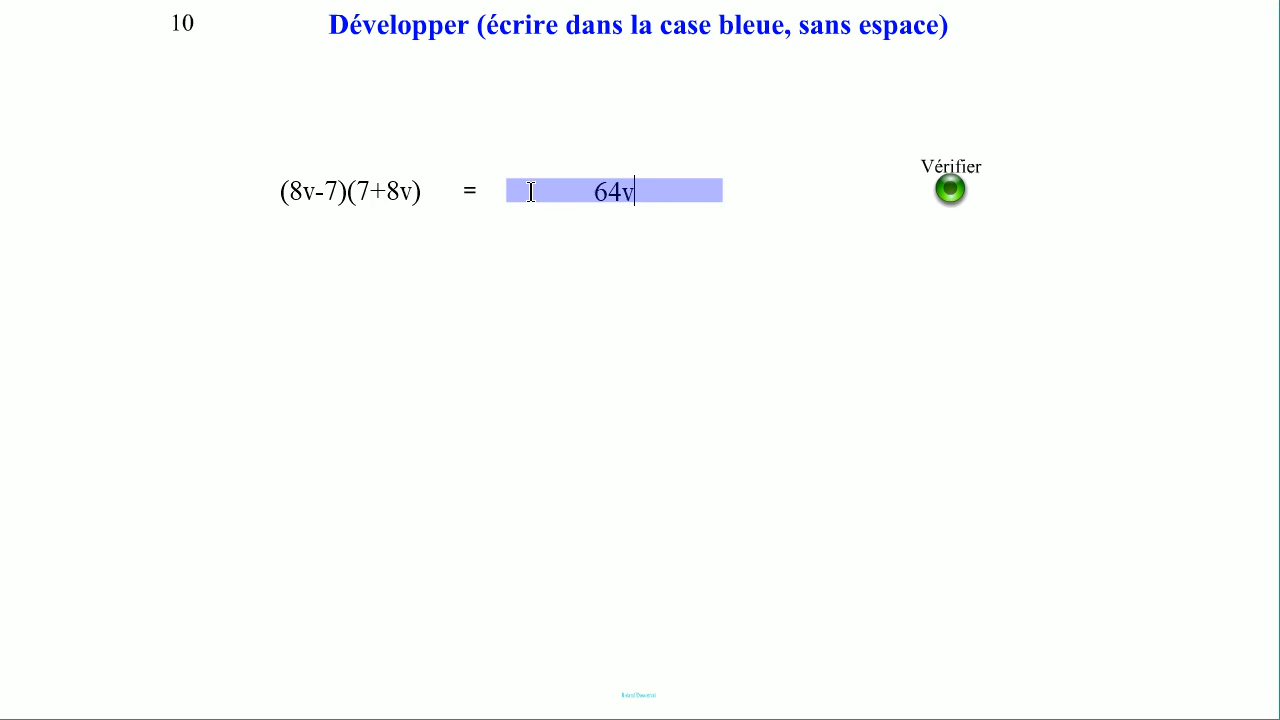 10
Développer (écrire dans la case bleue, sans espace)
Vérifier
(8v-7)(7+8v) = 64v